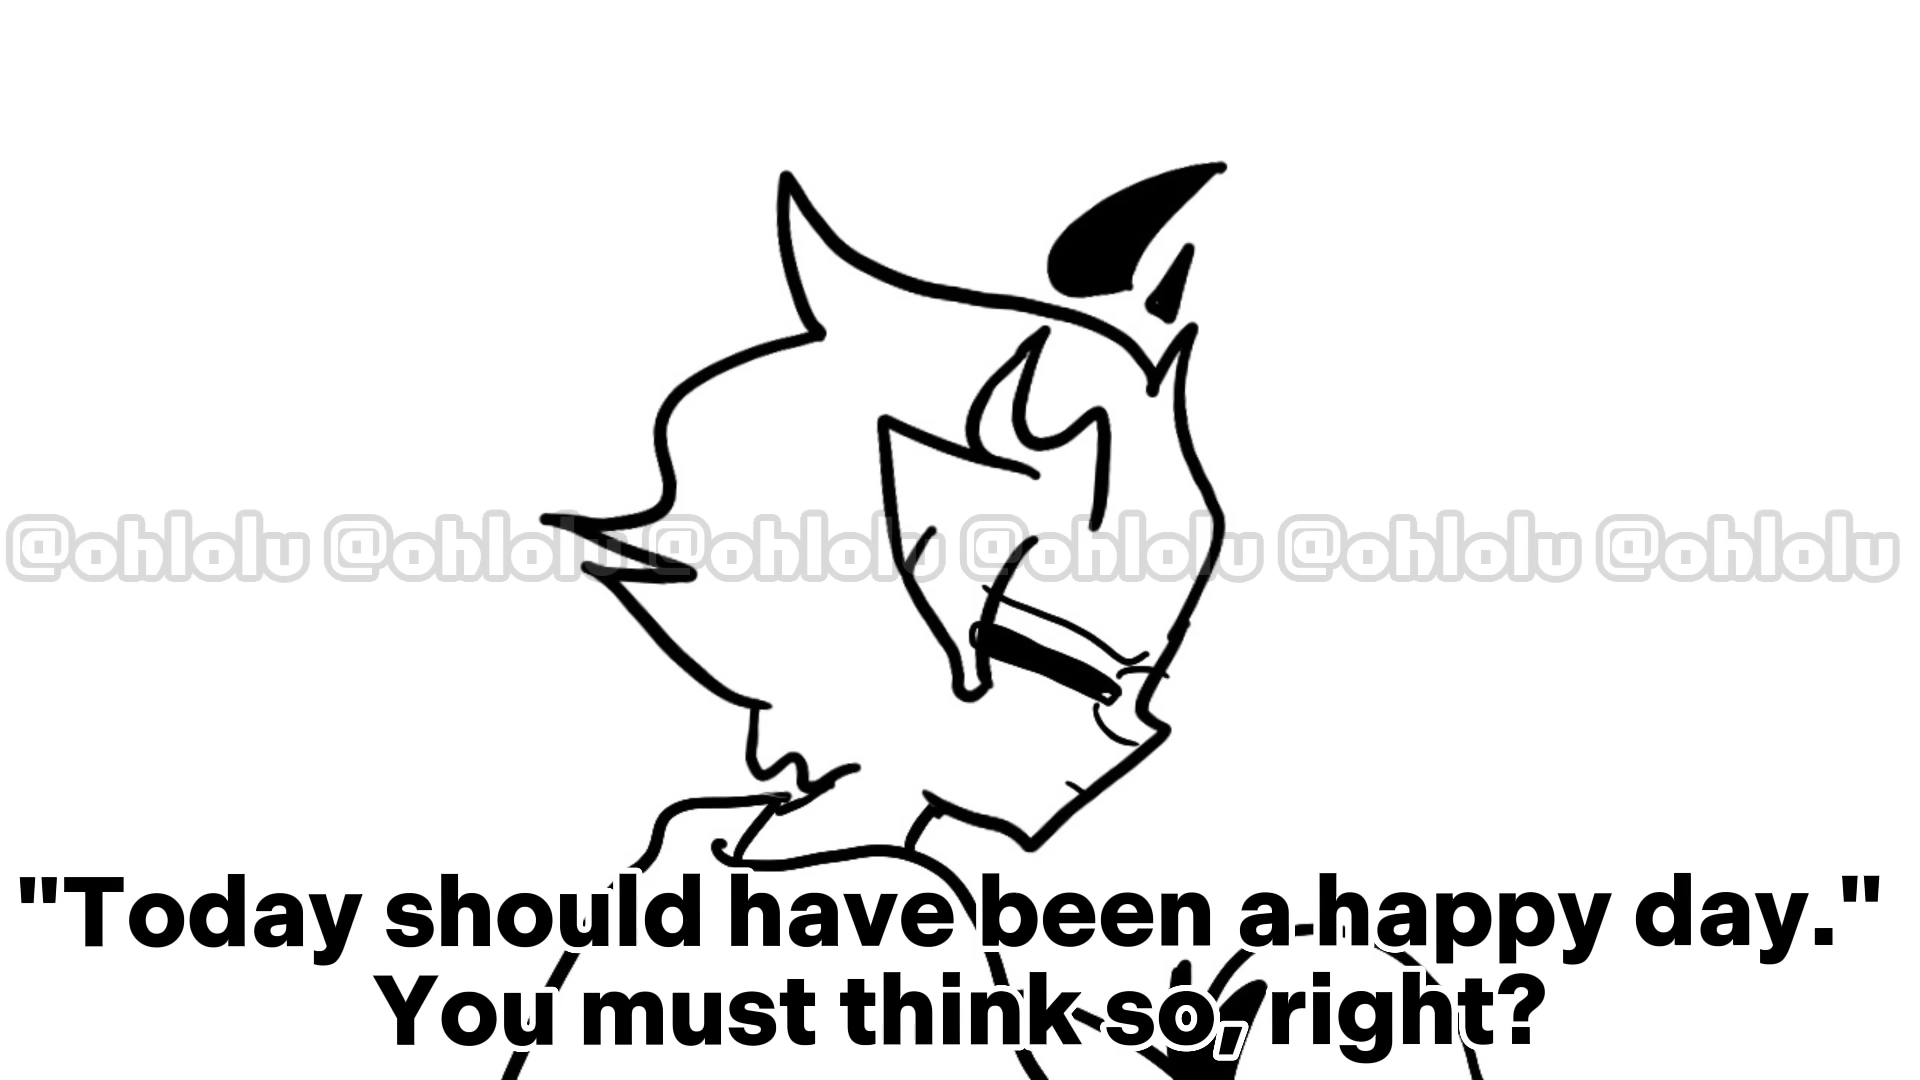 @ohlolu @ohlolu @ohlolu @ohlolu @ohlolu @ohlolu
"Today should have been a happy day."
You must think so, right?